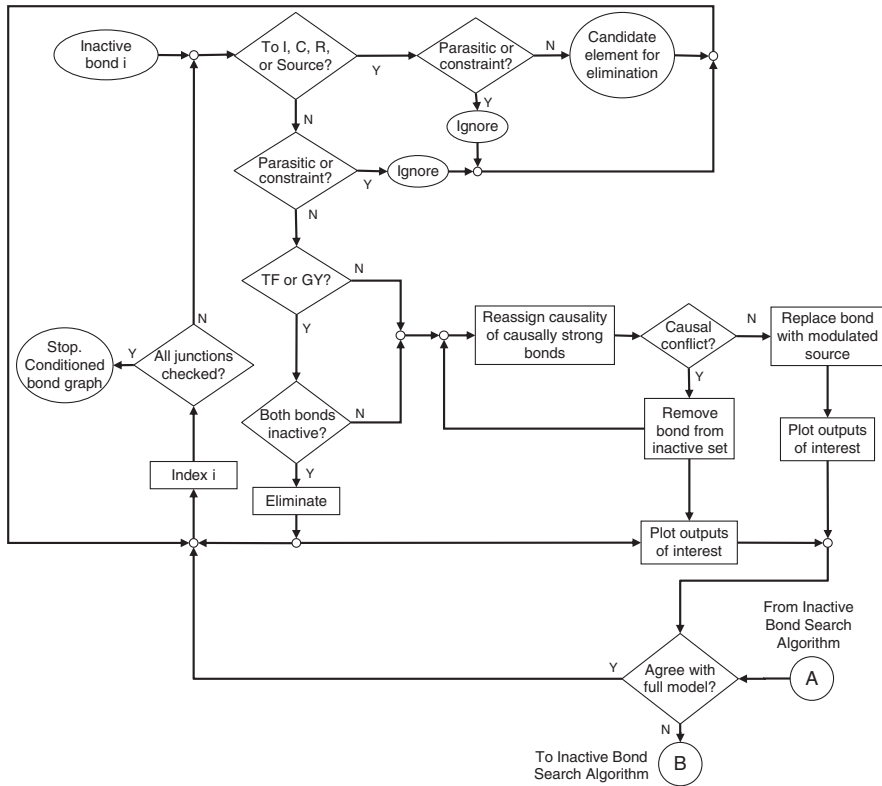 Inactive
bond i
To I, C, R,
or Source?
Y
Parasitic or
constraint?
N
Candidate
element for
elimination
Y
Ignore
N
Parasitic or
constraint?
Y
Ignore
N
TF or GY?
N
Y
N
Stop.
Conditioned
bond graph
Y
All junctions
checked?
Reassign causality
of causally strong
bonds
Causal
conflict?
N
Replace bond
with modulated
source
Y
Both bonds
inactive?
N
Remove
bond from
inactive set
Plot outputs
of interest
Y
Index i
Eliminate
Plot outputs
of interest
From Inactive
Bond Search
Algorithm
Y
Agree with
full model?
A
N
To Inactive Bond
Search Algorithm
B